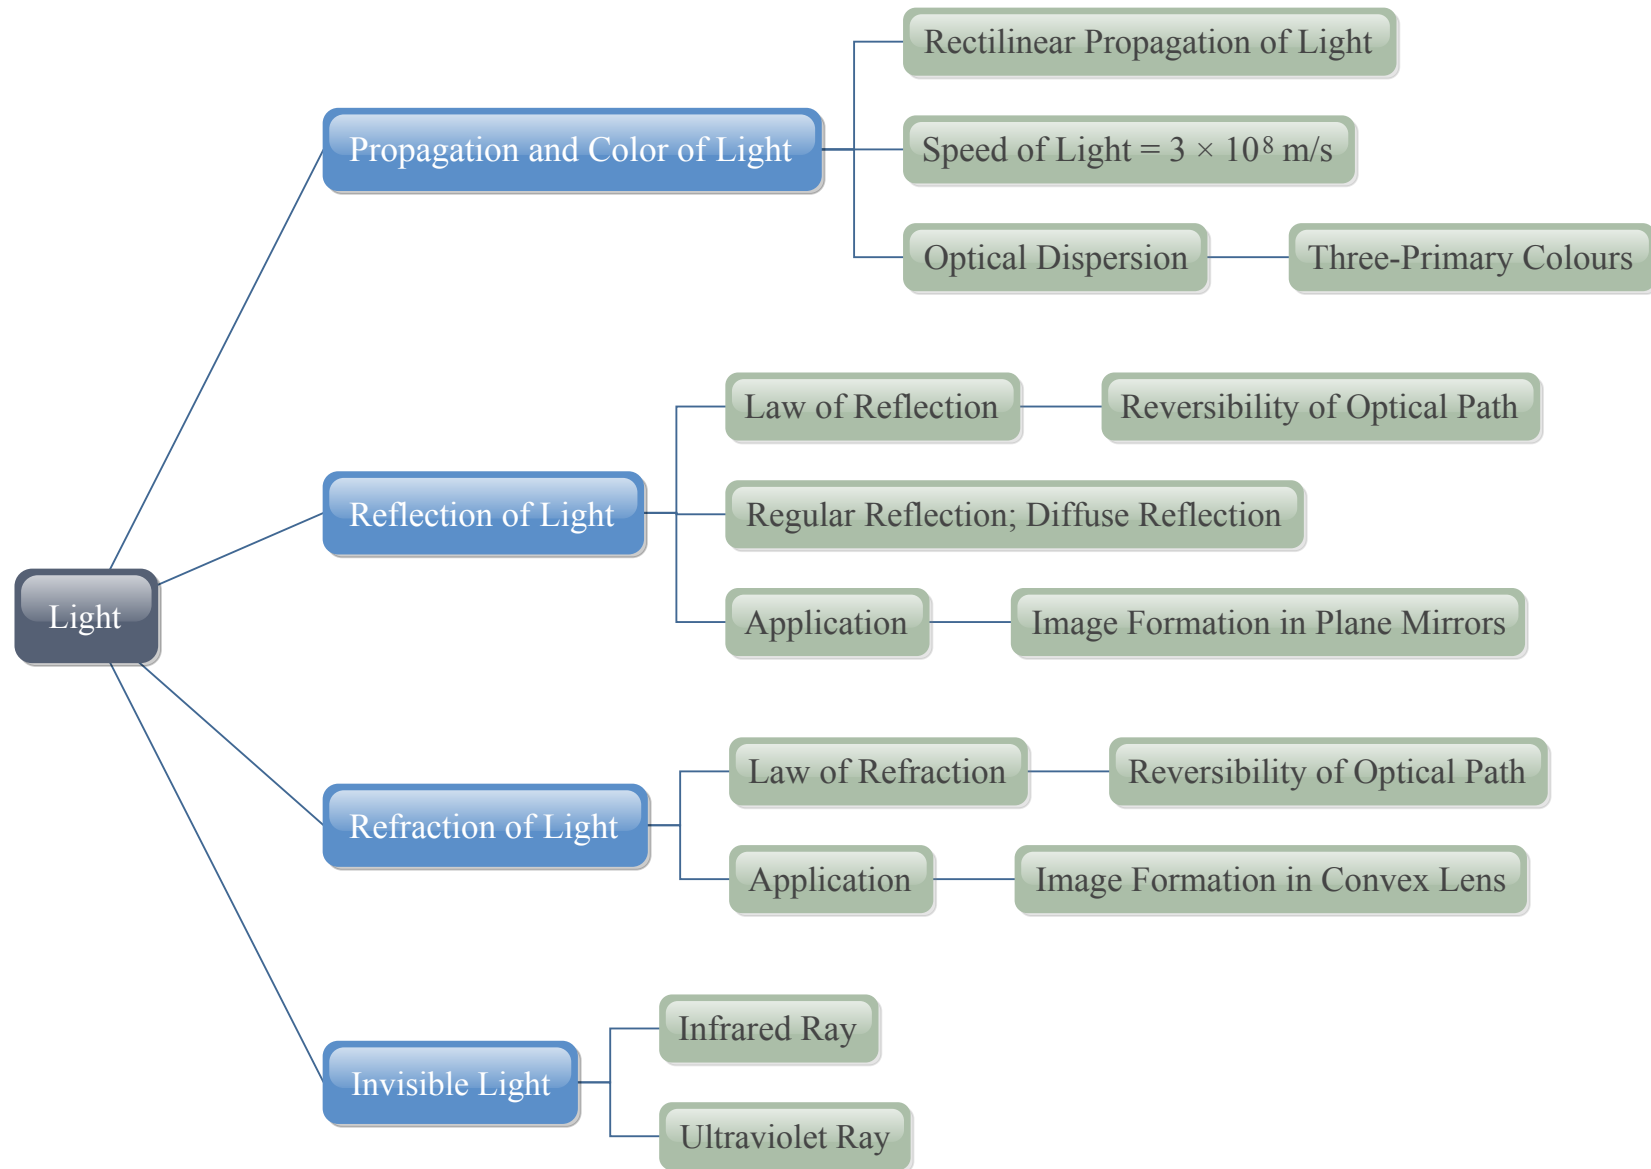 Light
Propagation and Color of Light
Rectilinear Propagation of Light
Speed of Light = 3 × 10⁸ m/s
Optical Dispersion
Three-Primary Colours
Reflection of Light
Law of Reflection
Reversibility of Optical Path
Regular Reflection; Diffuse Reflection
Application
Image Formation in Plane Mirrors
Refraction of Light
Law of Refraction
Reversibility of Optical Path
Application
Image Formation in Convex Lens
Invisible Light
Infrared Ray
Ultraviolet Ray